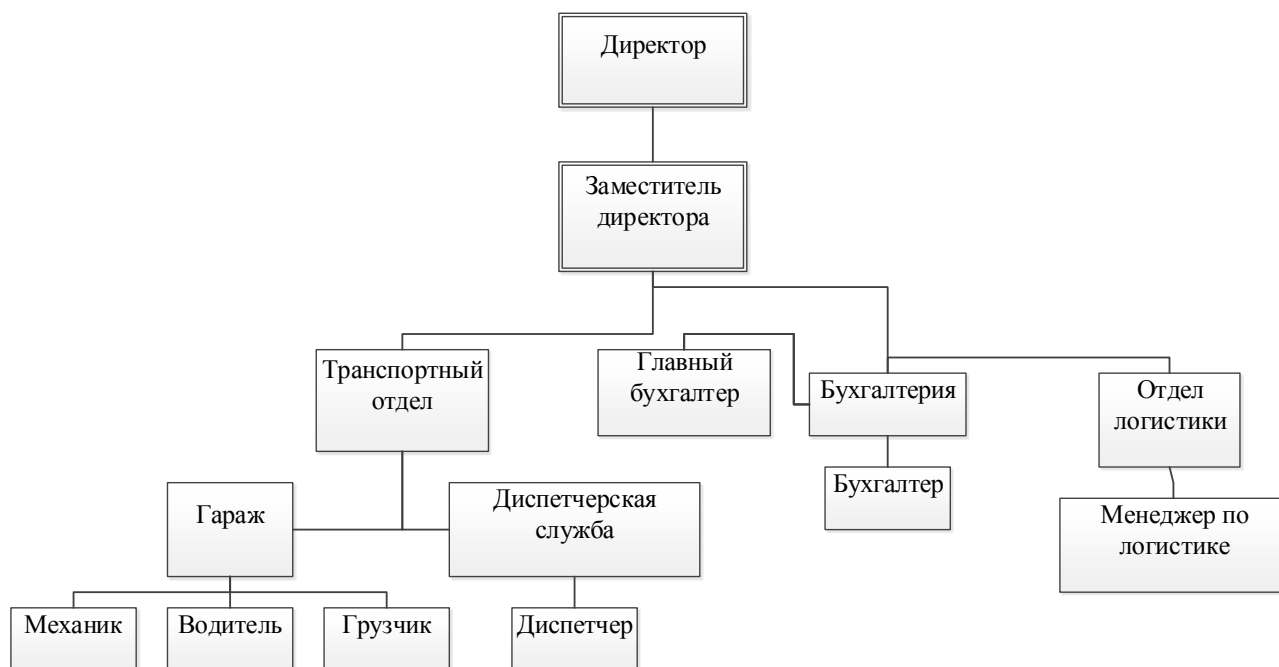 Директор
Заместитель
директора
Транспортный
отдел
Главный
бухгалтер
Бухгалтерия
Отдел
логистики
Бухгалтер
Гараж
Диспетчерская
служба
Менеджер по
логистике
Механик
Водитель
Грузчик
Диспетчер